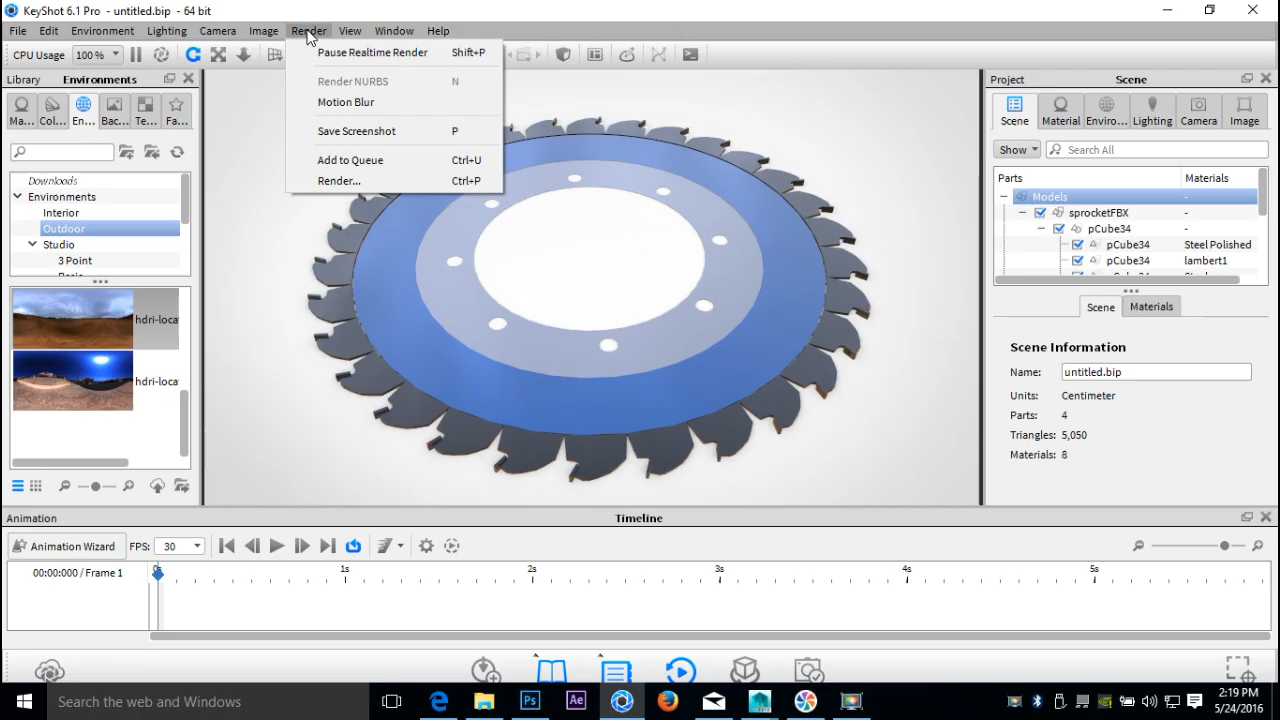 KeyShot 6.1 Pro - untitled.bip - 64 bit
File Edit Environment Lighting Camera Image Render View Window Help
CPU Usage 100 %
Pause Realtime Render Shift+P
Render NURBS N
Motion Blur
Save Screenshot P
Add to Queue Ctrl+U
Render... Ctrl+P
Library Environments
Ma... Col... En... Bac... Te... Fa...
Downloads
Environments
Interior
Outdoor
Studio
3 Point
hdri-loca
hdri-loca
Project Scene
Scene Material Enviro... Lighting Camera Image
Show Search All
Parts Materials
Models -
sprocketFBX -
pCube34 -
pCube34 Steel Polished
pCube34 lambert1
Scene Materials
Scene Information
Name: untitled.bip
Units: Centimeter
Parts: 4
Triangles: 5,050
Materials: 8
Animation Timeline
Animation Wizard FPS: 30
00:00:000 / Frame 1
0s 1s 2s 3s 4s 5s
Search the web and Windows
Ps Ae
2:19 PM
5/24/2016